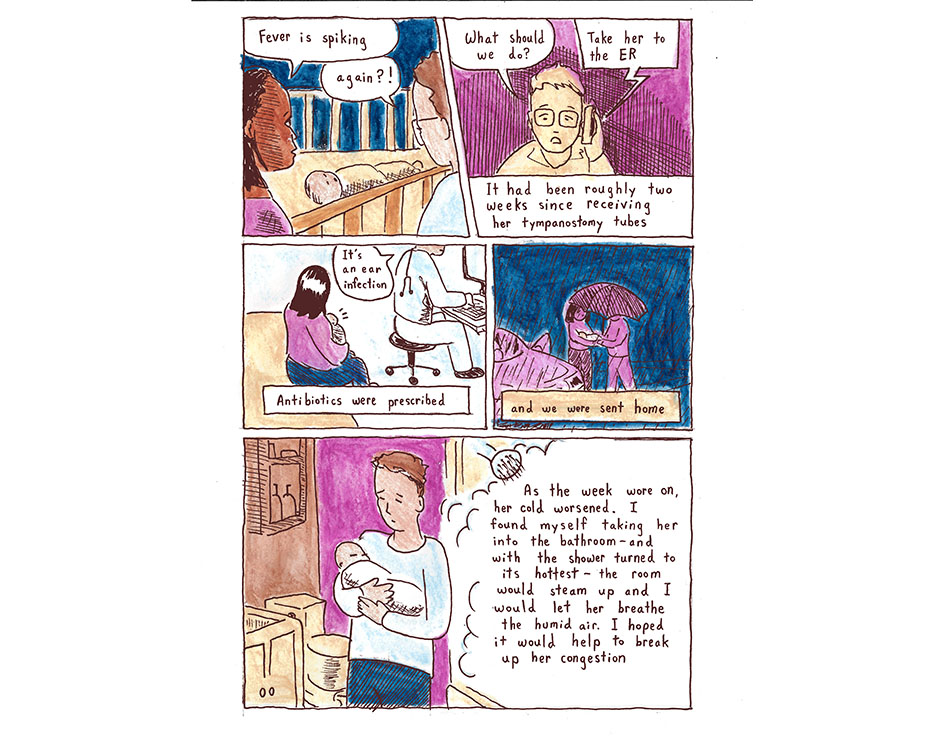 Fever is spiking
again?!
What should
we do?
Take her to
the ER
It had been roughly two
weeks since receiving
her tympanostomy tubes
It's
an ear
infection
Antibiotics were prescribed
and we were sent home
As the week wore on,
her cold worsened. I
found myself taking her
into the bathroom - and
with the shower turned to
its hottest - the room
would steam up and I
would let her breathe
the humid air. I hoped
it would help to break
up her congestion